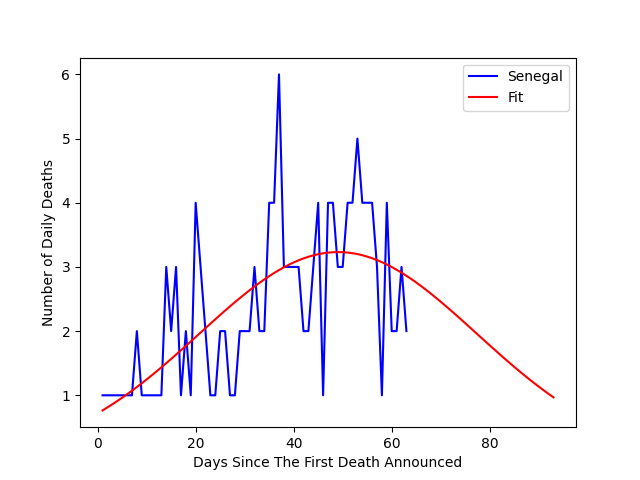 Senegal
Fit
6
5
4
3
2
1
Number of Daily Deaths
0 20 40 60 80
Days Since The First Death Announced